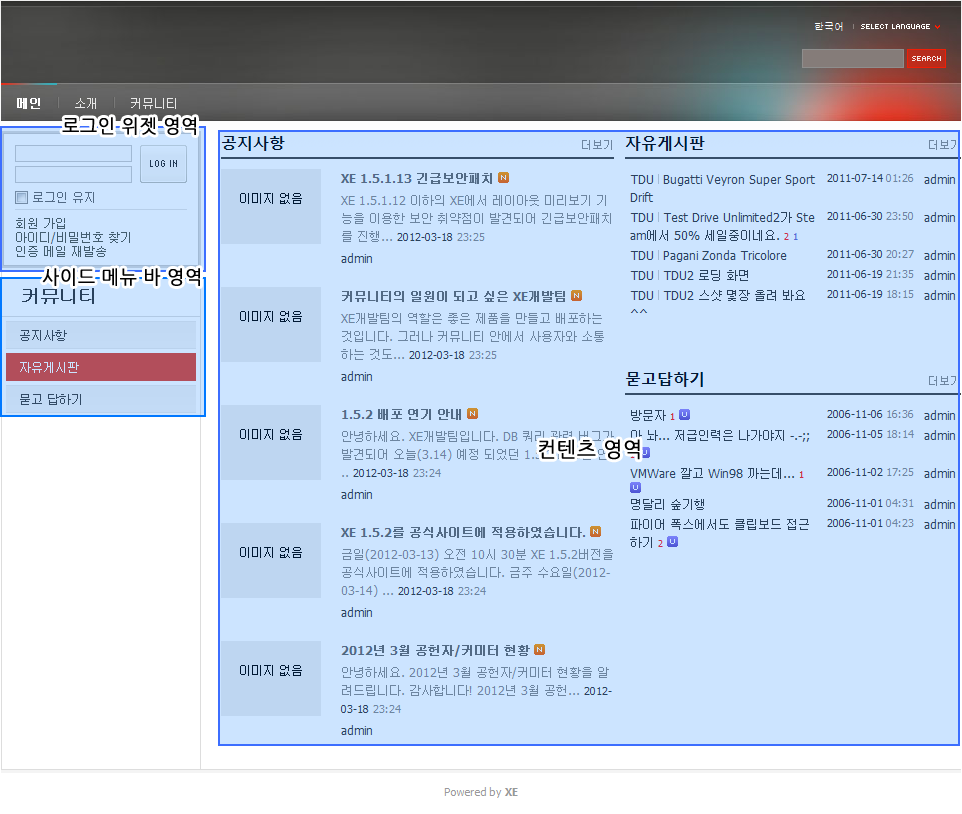 한국어 SELECT LANGUAGE
SEARCH
메인 소개 커뮤니티
로그인 위젯 영역
LOG IN
로그인 유지
회원 가입
아이디/비밀번호 찾기
인증 메일 재발송
사이드 메뉴 바 영역
커뮤니티
공지사항
자유게시판
묻고 답하기
공지사항 더보기
이미지 없음
XE 1.5.1.13 긴급보안패치 N
XE 1.5.1.12 이하의 XE에서 레이아웃 미리보기 기
능을 이용한 보안 취약점이 발견되어 긴급보안패치
를 진행... 2012-03-18 23:25
admin
이미지 없음
커뮤니티의 일원이 되고 싶은 XE개발팀 N
XE개발팀의 역할은 좋은 제품을 만들고 배포하는
것입니다. 그러나 커뮤니티 안에서 사용자와 소통
하는 것도... 2012-03-18 23:25
admin
이미지 없음
1.5.2 배포 연기 안내 N
안녕하세요. XE개발팀입니다. DB 쿼리 관련 버그가
발견되어 오늘(3.14) 예정 되었던
.. 2012-03-18 23:24
admin
컨텐츠 영역
이미지 없음
XE 1.5.2를 공식사이트에 적용하였습니다. N
금일(2012-03-13) 오전 10시 30분 XE 1.5.2버전을
공식사이트에 적용하였습니다. 금주 수요일(2012-
03-14) ... 2012-03-18 23:24
admin
이미지 없음
2012년 3월 공헌자/커미터 현황 N
안녕하세요. 2012년 3월 공헌자/커미터 현황을 알
려드립니다. 감사합니다! 2012년 3월 공헌... 2012-
03-18 23:24
admin
자유게시판 더보기
TDU | Bugatti Veyron Super Sport 2011-07-14 01:26 admin
Drift
TDU | Test Drive Unlimited2가 Ste 2011-06-30 23:50 admin
am에서 50% 세일중이네요. 2 1
TDU | Pagani Zonda Tricolore 2011-06-30 20:27 admin
TDU | TDU2 로딩 화면 2011-06-19 21:35 admin
TDU | TDU2 스샷 몇장 올려 봐요 2011-06-19 18:15 admin
^^
묻고답하기 더보기
방문자 1 U 2006-11-06 16:36 admin
아 놔... 저급인력은 나가야지 -.-;; 2006-11-05 18:14 admin
U
VMWare 깔고 Win98 까는데... 1 2006-11-02 17:25 admin
U
명달리 숲기행 2006-11-01 04:31 admin
파이어 폭스에서도 클립보드 접근 2006-11-01 04:23 admin
하기 2 U
Powered by XE